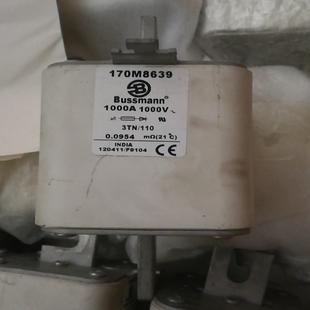 170M8639
Bussmann®
1000A 1000V~
3TN/110
0.0954 mΩ(21℃)
INDIA
120411/F9104 CE